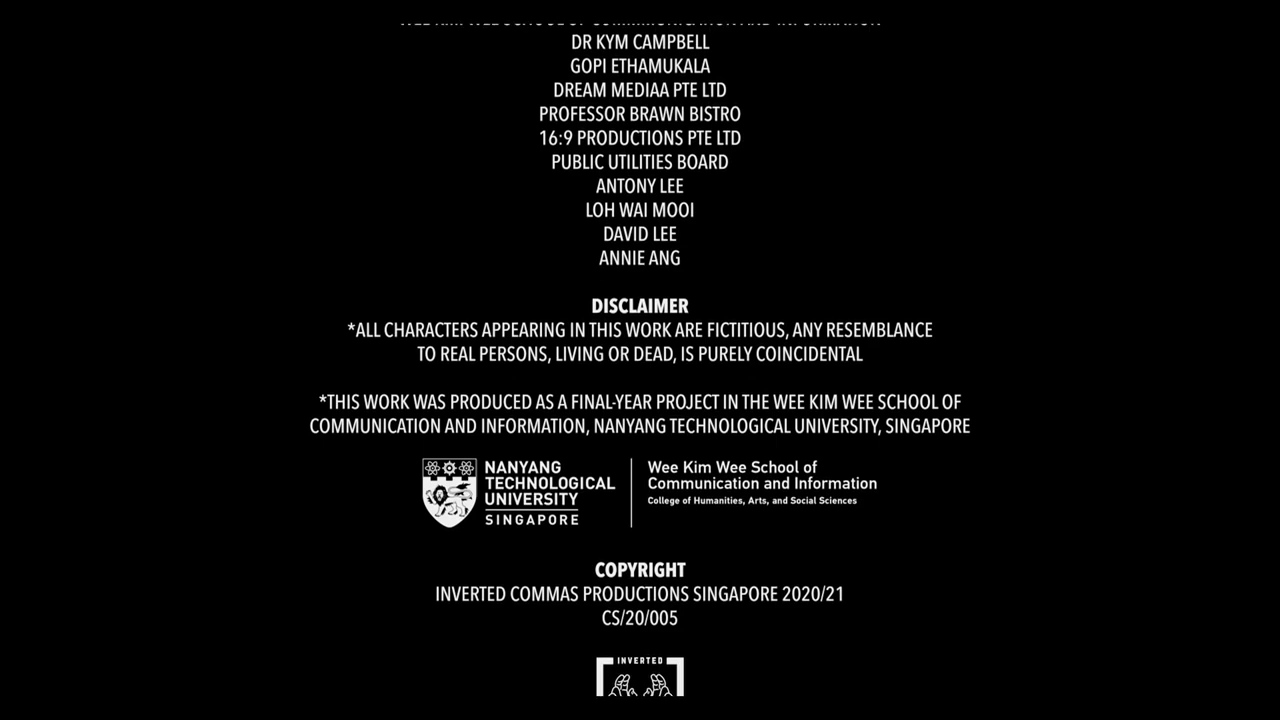 DR KYM CAMPBELL
GOPI ETHAMUKALA
DREAM MEDIAA PTE LTD
PROFESSOR BRAWN BISTRO
16:9 PRODUCTIONS PTE LTD
PUBLIC UTILITIES BOARD
ANTONY LEE
LOH WAI MOOI
DAVID LEE
ANNIE ANG
DISCLAIMER
*ALL CHARACTERS APPEARING IN THIS WORK ARE FICTITIOUS, ANY RESEMBLANCE
TO REAL PERSONS, LIVING OR DEAD, IS PURELY COINCIDENTAL
*THIS WORK WAS PRODUCED AS A FINAL-YEAR PROJECT IN THE WEE KIM WEE SCHOOL OF
COMMUNICATION AND INFORMATION, NANYANG TECHNOLOGICAL UNIVERSITY, SINGAPORE
NANYANG
TECHNOLOGICAL
UNIVERSITY
SINGAPORE
Wee Kim Wee School of
Communication and Information
College of Humanities, Arts, and Social Sciences
COPYRIGHT
INVERTED COMMAS PRODUCTIONS SINGAPORE 2020/21
CS/20/005
INVERTED